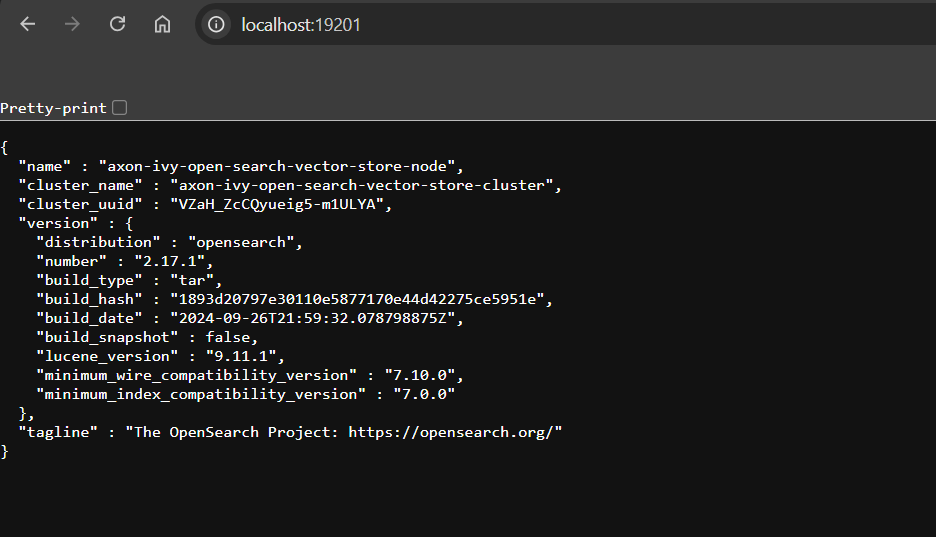 localhost:19201
Pretty-print
{
  "name" : "axon-ivy-open-search-vector-store-node",
  "cluster_name" : "axon-ivy-open-search-vector-store-cluster",
  "cluster_uuid" : "VZaH_ZcCQyueig5-m1ULYA",
  "version" : {
    "distribution" : "opensearch",
    "number" : "2.17.1",
    "build_type" : "tar",
    "build_hash" : "1893d20797e30110e5877170e44d42275ce5951e",
    "build_date" : "2024-09-26T21:59:32.078798875Z",
    "build_snapshot" : false,
    "lucene_version" : "9.11.1",
    "minimum_wire_compatibility_version" : "7.10.0",
    "minimum_index_compatibility_version" : "7.0.0"
  },
  "tagline" : "The OpenSearch Project: https://opensearch.org/"
}